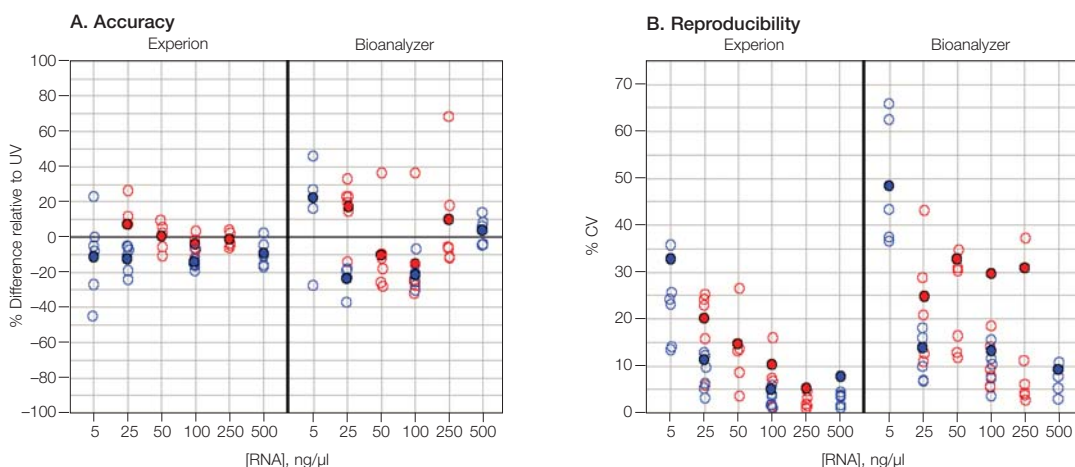 A. Accuracy
Experion Bioanalyzer
% Difference relative to UV
100
80
60
40
20
0
–20
–40
–60
–80
–100
5 25 50 100 250 500 5 25 50 100 250 500
[RNA], ng/µl
B. Reproducibility
Experion Bioanalyzer
% CV
70
60
50
40
30
20
10
0
5 25 50 100 250 500 5 25 50 100 250 500
[RNA], ng/µl